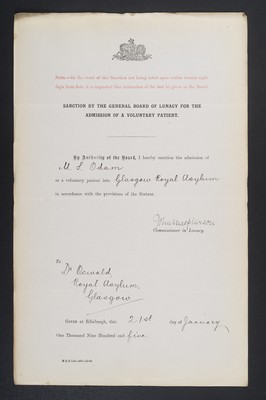 Note.—In the event of this Sanction not being acted upon within twenty-eight
days from date it is requested that intimation of the fact be given to the Board.
SANCTION BY THE GENERAL BOARD OF LUNACY FOR THE
ADMISSION OF A VOLUNTARY PATIENT.
By Authority of the Board, I hereby sanction the admission of
M. S. Odam
as a voluntary patient into Glasgow Royal Asylum
in accordance with the provisions of the Statute.
Commissioner in Lunacy.
To
Dr Oswald
Royal Asylum
Glasgow
Given at Edinburgh, this 21st day of January
One Thousand Nine Hundred and five.